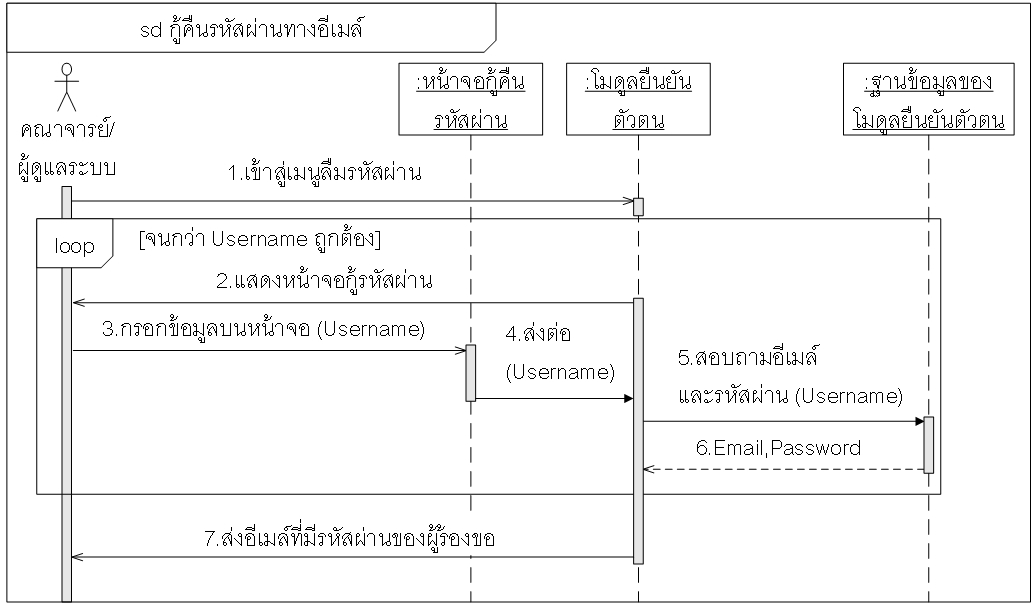 sd กู้คืนรหัสผ่านทางอีเมล์
คณาจารย์/
ผู้ดูแลระบบ
:หน้าจอกู้คืน
รหัสผ่าน
:โมดูลยืนยัน
ตัวตน
:ฐานข้อมูลของ
โมดูลยืนยันตัวตน
1.เข้าสู่เมนูลืมรหัสผ่าน
loop
[จนกว่า Username ถูกต้อง]
2.แสดงหน้าจอกู้รหัสผ่าน
3.กรอกข้อมูลบนหน้าจอ (Username)
4.ส่งต่อ
(Username)
5.สอบถามอีเมล์
และรหัสผ่าน (Username)
6.Email,Password
7.ส่งอีเมล์ที่มีรหัสผ่านของผู้ร้องขอ